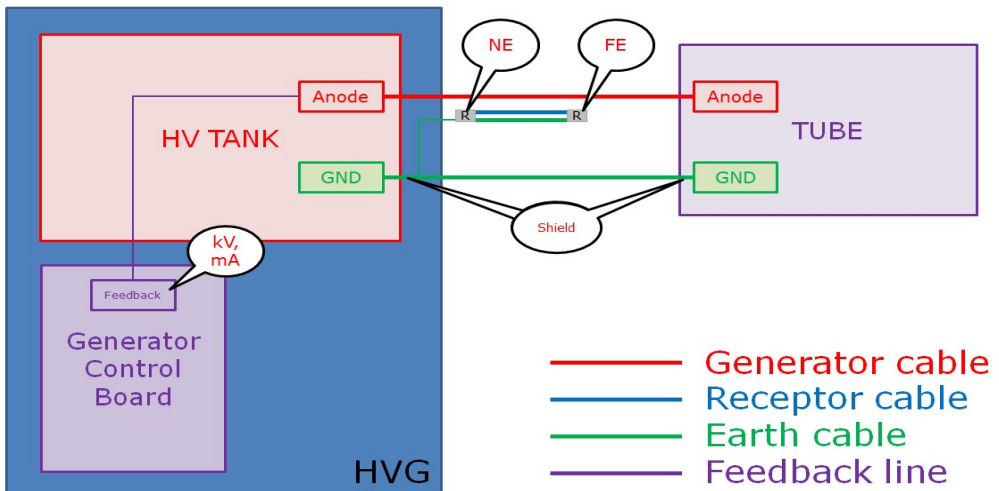 NE
FE
Anode
R
R
Anode
HV TANK
TUBE
GND
GND
Shield
kV,
mA
Feedback
Generator
Control
Board
HVG
Generator cable
Receptor cable
Earth cable
Feedback line